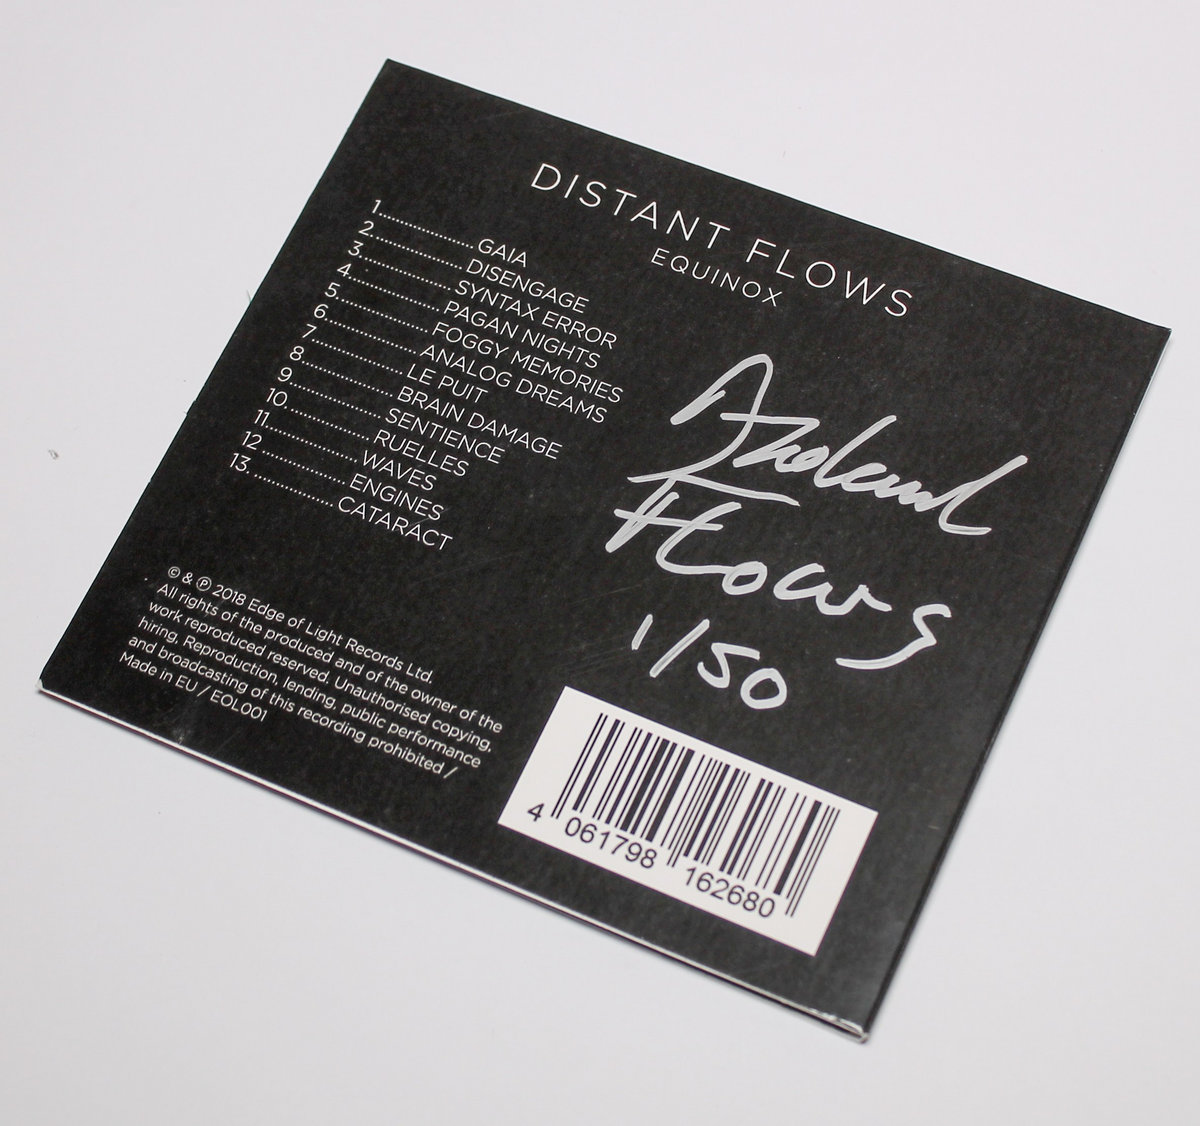 DISTANT FLOWS
EQUINOX
1..................GAIA
2..................DISENGAGE
3..................SYNTAX ERROR
4..................PAGAN NIGHTS
5..................FOGGY MEMORIES
6..................ANALOG DREAMS
7..................LE PUIT
8..................BRAIN DAMAGE
9..................SENTIENCE
10..................RUELLES
11..................WAVES
12..................ENGINES
13..................CATARACT
Flows
1/50
© & ℗ 2018 Edge of Light Records Ltd.
All rights of the produced and of the owner of the
work reproduced reserved. Unauthorised copying,
hiring. Reproduction, lending, public performance
and broadcasting of this recording prohibited /
Made in EU / EOL001
4 061798 162680